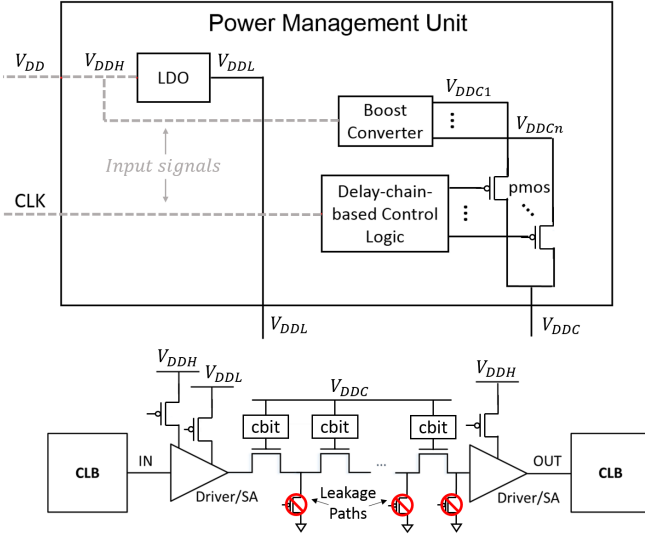 Power Management Unit
V_DD
V_DDH
LDO
V_DDL
V_DDC1
Boost
Converter
V_DDCn
Input signals
CLK
Delay-chain-
based Control
Logic
pmos
V_DDL
V_DDC
V_DDH
V_DDL
V_DDC
V_DDH
cbit
cbit
cbit
CLB
IN
...
OUT
CLB
Driver/SA
Leakage
Paths
Driver/SA